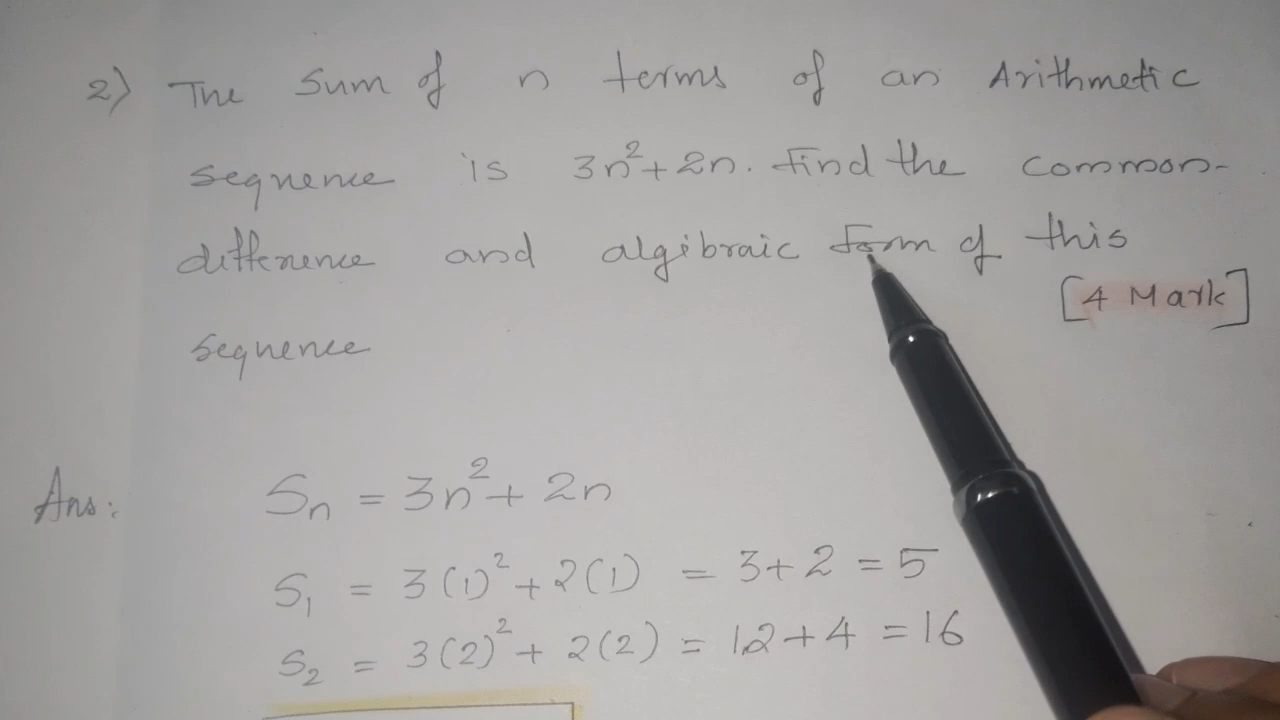 2) The Sum of n terms of an Arithmetic
sequence is 3n²+2n. Find the common-
difference and algibraic Form of this
[4 Mark]
sequence
Ans: Sₙ = 3n²+ 2n
S₁ = 3(1)²+2(1) = 3+2 = 5
S₂ = 3(2)²+ 2(2) = 12+4 = 16